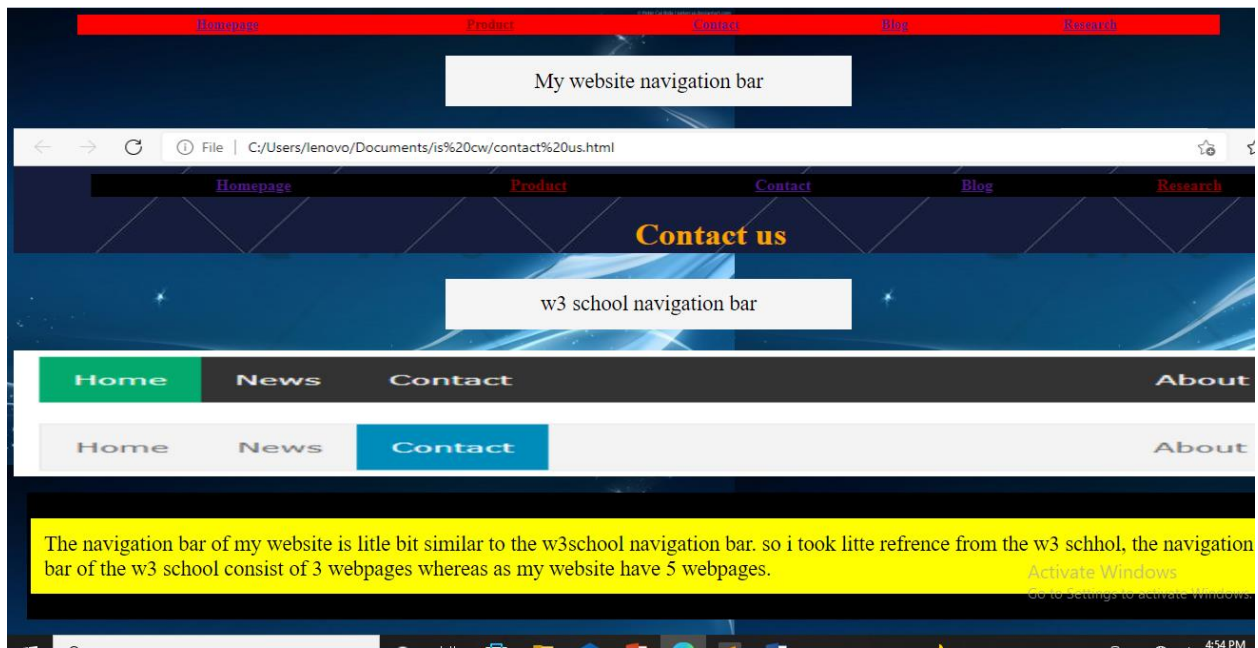 Homepage Product Contact Blog Research
My website navigation bar
File | C:/Users/lenovo/Documents/is%20cw/contact%20us.html
Homepage Product Contact Blog Research
Contact us
w3 school navigation bar
Home News Contact About
Home News Contact About
The navigation bar of my website is litle bit similar to the w3school navigation bar. so i took litte refrence from the w3 schhol, the navigation
bar of the w3 school consist of 3 webpages whereas as my website have 5 webpages.
Activate Windows
Go to Settings to activate Windows.
4:54 PM